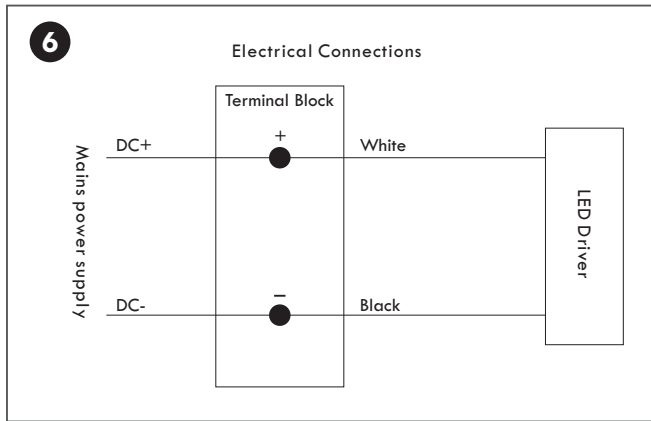 6
Electrical Connections
Terminal Block
+
DC+
White
Mains power supply
LED Driver
–
DC-
Black